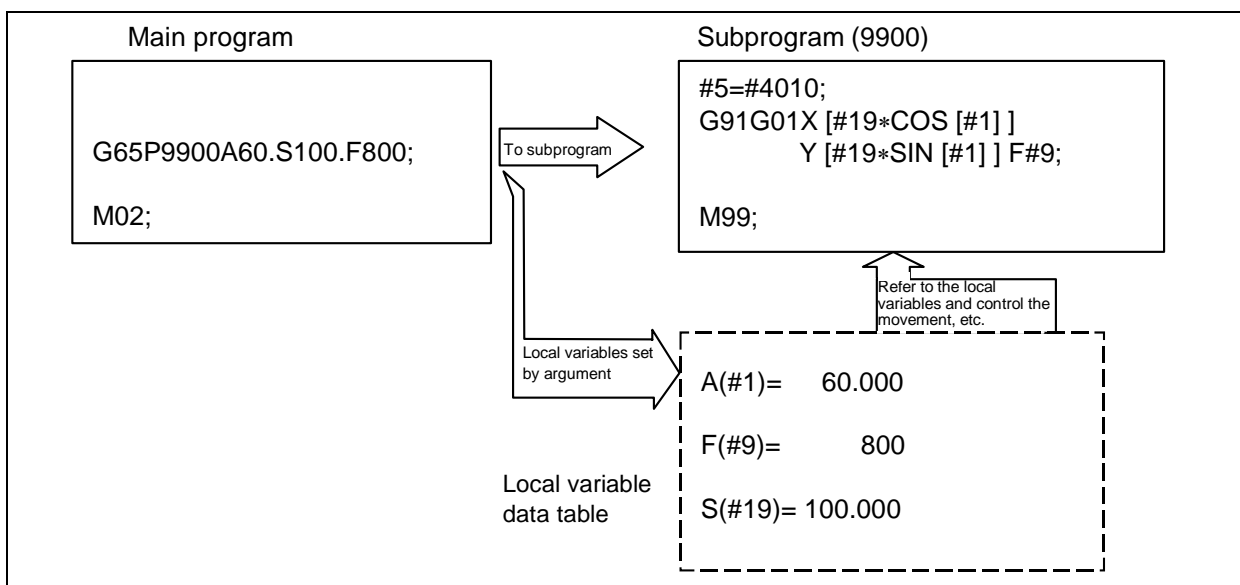 Main program
G65P9900A60.S100.F800;
M02;
To subprogram
Subprogram (9900)
#5=#4010;
G91G01X [#19∗COS [#1] ]
Y [#19∗SIN [#1] ] F#9;
M99;
Refer to the local
variables and control the
movement, etc.
Local variables set
by argument
Local variable
data table
A(#1)= 60.000
F(#9)= 800
S(#19)= 100.000